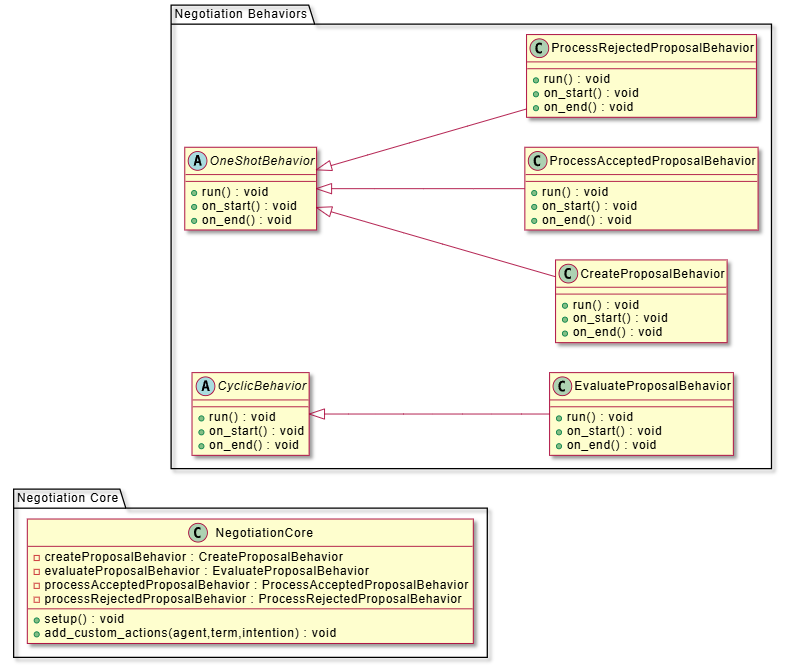 Negotiation Behaviors
C ProcessRejectedProposalBehavior
run() : void
on_start() : void
on_end() : void
A OneShotBehavior
run() : void
on_start() : void
on_end() : void
C ProcessAcceptedProposalBehavior
run() : void
on_start() : void
on_end() : void
C CreateProposalBehavior
run() : void
on_start() : void
on_end() : void
A CyclicBehavior
run() : void
on_start() : void
on_end() : void
C EvaluateProposalBehavior
run() : void
on_start() : void
on_end() : void
Negotiation Core
C NegotiationCore
createProposalBehavior : CreateProposalBehavior
evaluateProposalBehavior : EvaluateProposalBehavior
processAcceptedProposalBehavior : ProcessAcceptedProposalBehavior
processRejectedProposalBehavior : ProcessRejectedProposalBehavior
setup() : void
add_custom_actions(agent,term,intention) : void